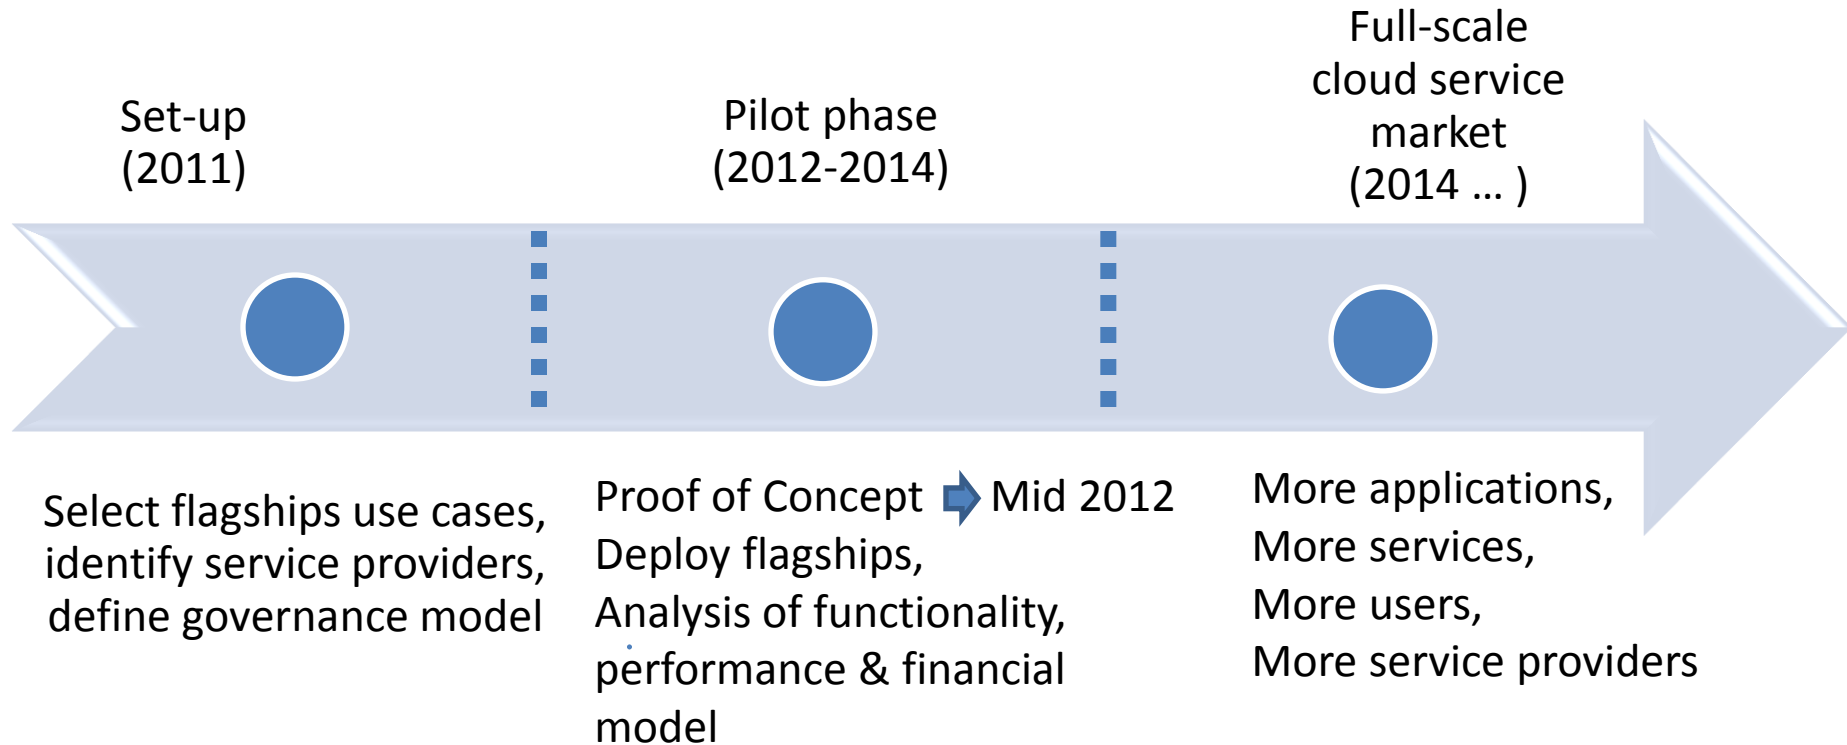 Set-up
(2011)
Pilot phase
(2012-2014)
Full-scale
cloud service
market
(2014 ... )
Select flagships use cases,
identify service providers,
define governance model
Proof of Concept Mid 2012
Deploy flagships,
Analysis of functionality,
performance & financial
model
More applications,
More services,
More users,
More service providers